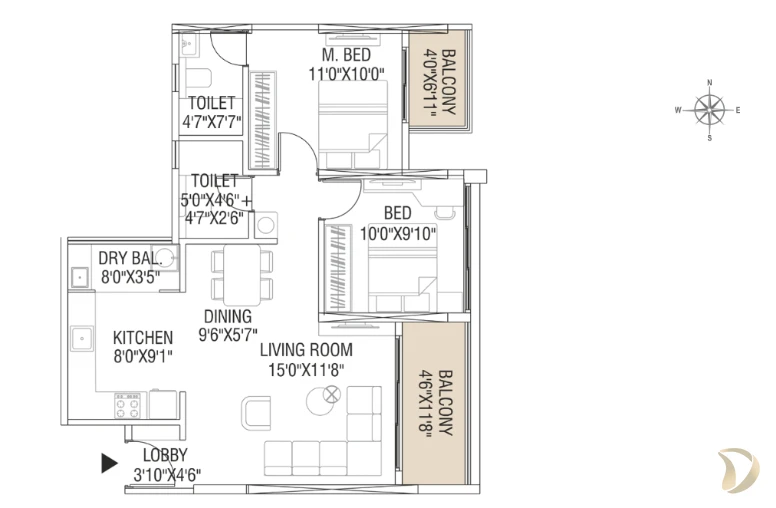 M. BED
11'0"X10'0"
BALCONY
4'0"X6'11"
TOILET
4'7"X7'7"
N
W
E
S
TOILET
5'0"X4'6"+
4'7"X2'6"
BED
10'0"X9'10"
DRY BAL.
8'0"X3'5"
DINING
9'6"X5'7"
KITCHEN
8'0"X9'1"
LIVING ROOM
15'0"X11'8"
BALCONY
4'6"X11'8"
LOBBY
3'10"X4'6"